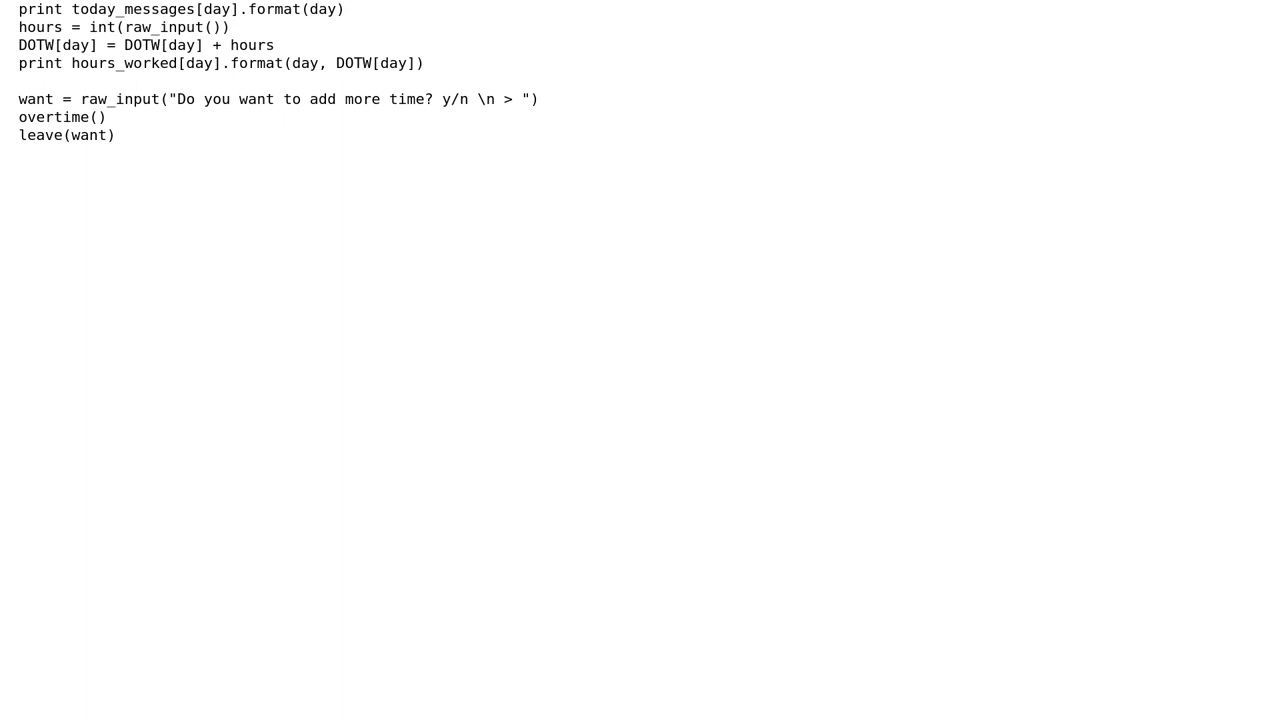 print today_messages[day].format(day)
hours = int(raw_input())
DOTW[day] = DOTW[day] + hours
print hours_worked[day].format(day, DOTW[day])

want = raw_input("Do you want to add more time? y/n \n > ")
overtime()
leave(want)